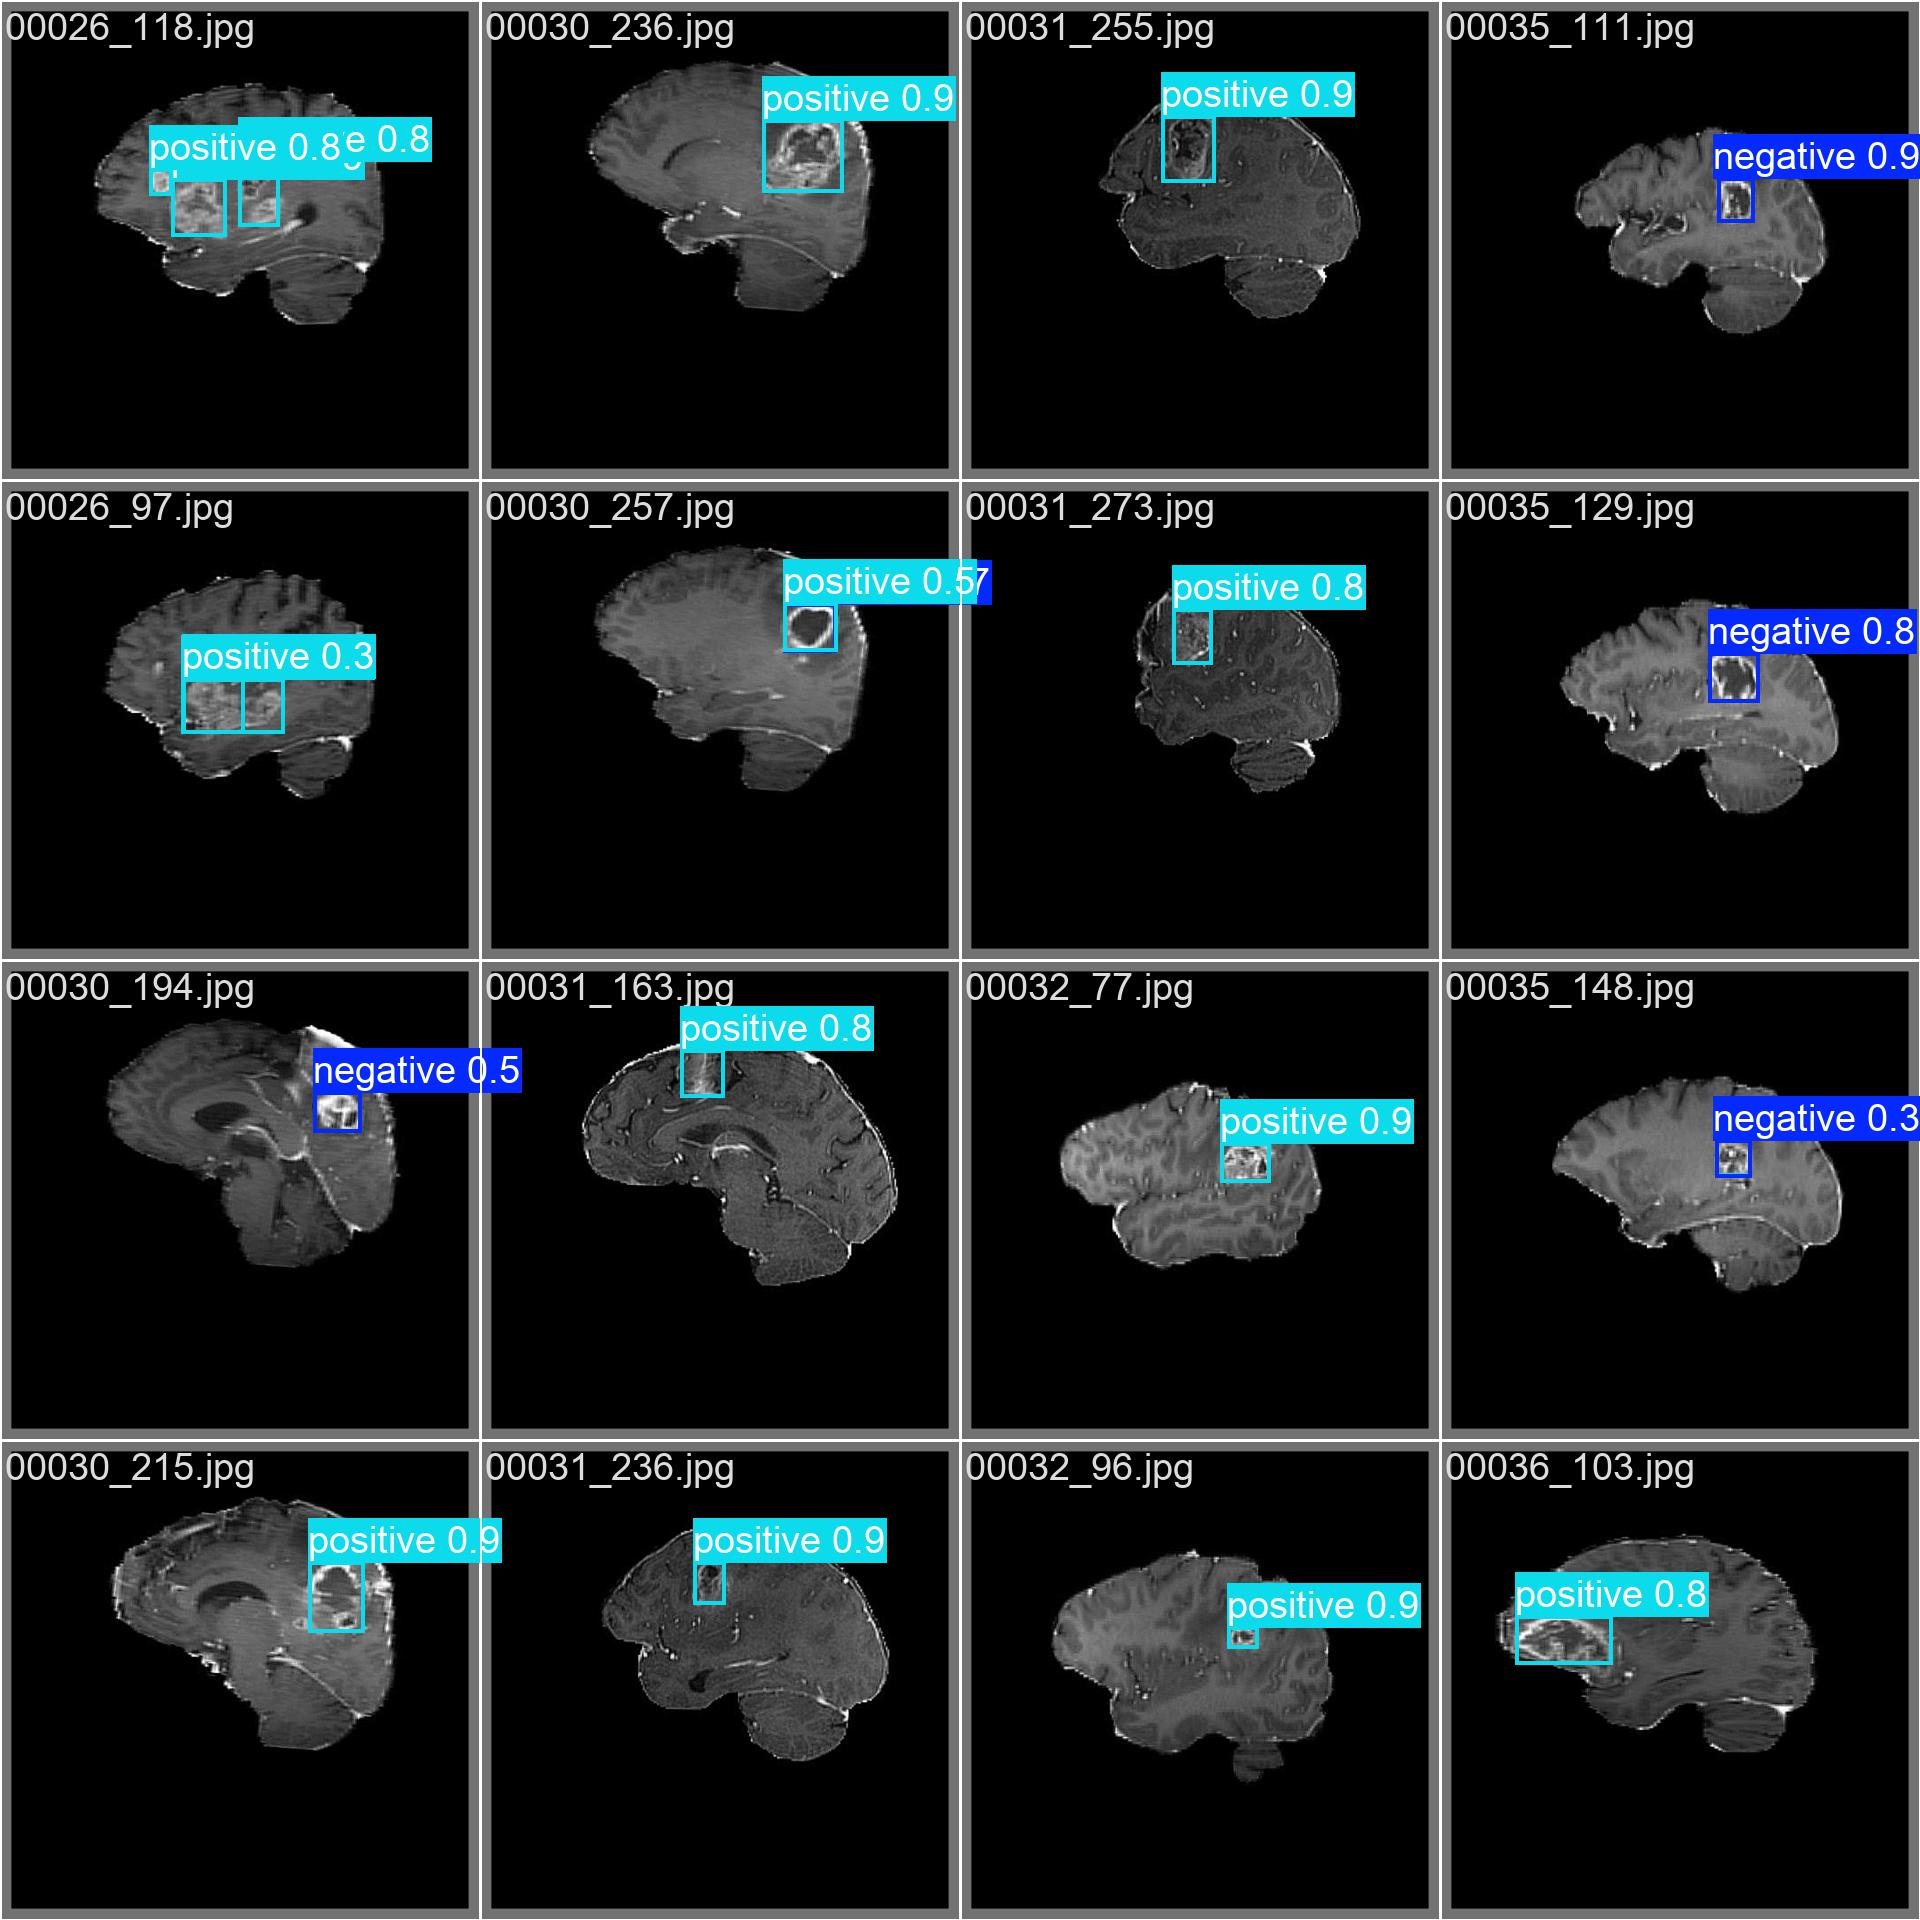 00026_118.jpg
positive 0.8
e 0.8
00030_236.jpg
positive 0.9
00031_255.jpg
positive 0.9
00035_111.jpg
negative 0.9
00026_97.jpg
positive 0.3
00030_257.jpg
positive 0.5
7
00031_273.jpg
positive 0.8
00035_129.jpg
negative 0.8
00030_194.jpg
negative 0.5
00031_163.jpg
positive 0.8
00032_77.jpg
positive 0.9
00035_148.jpg
negative 0.3
00030_215.jpg
positive 0.9
00031_236.jpg
positive 0.9
00032_96.jpg
positive 0.9
00036_103.jpg
positive 0.8